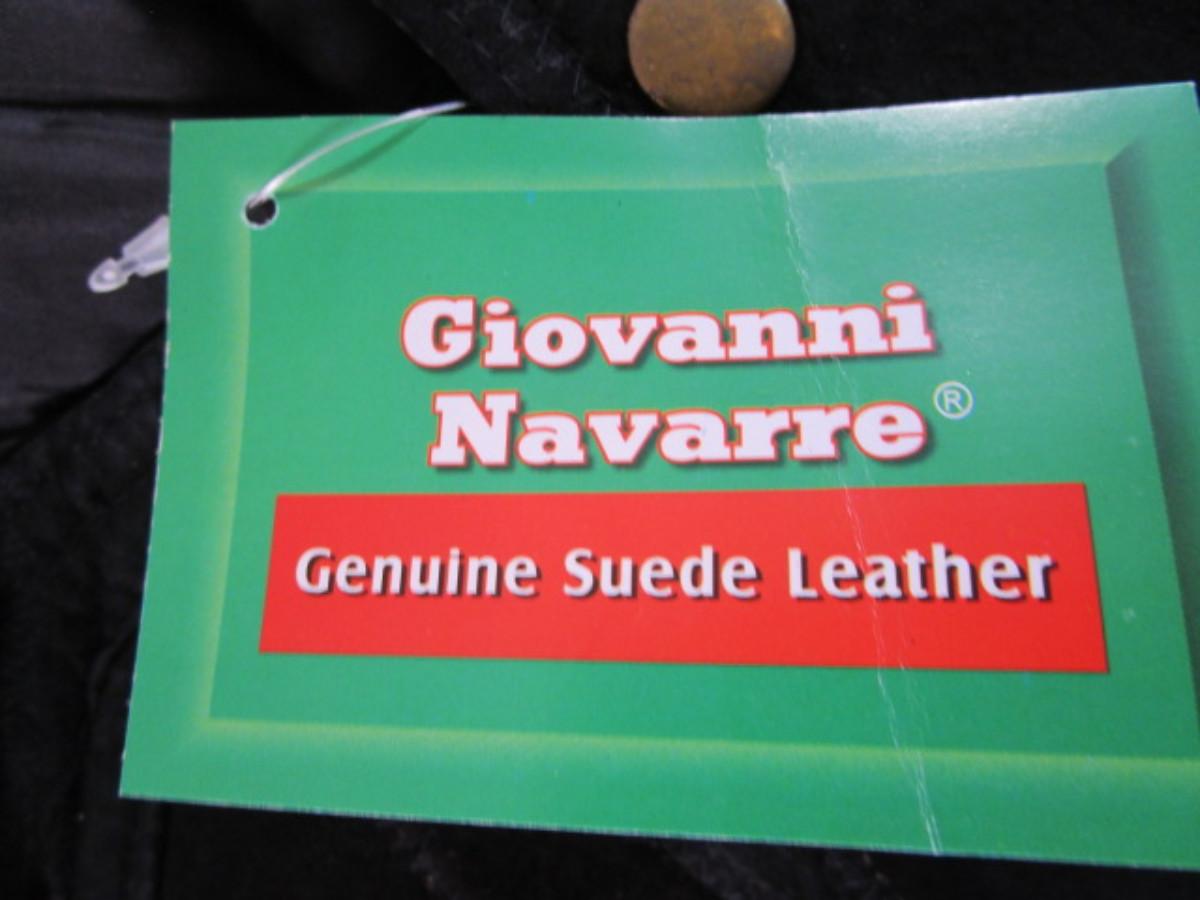 Giovanni
Navarre®
Genuine Suede Leather